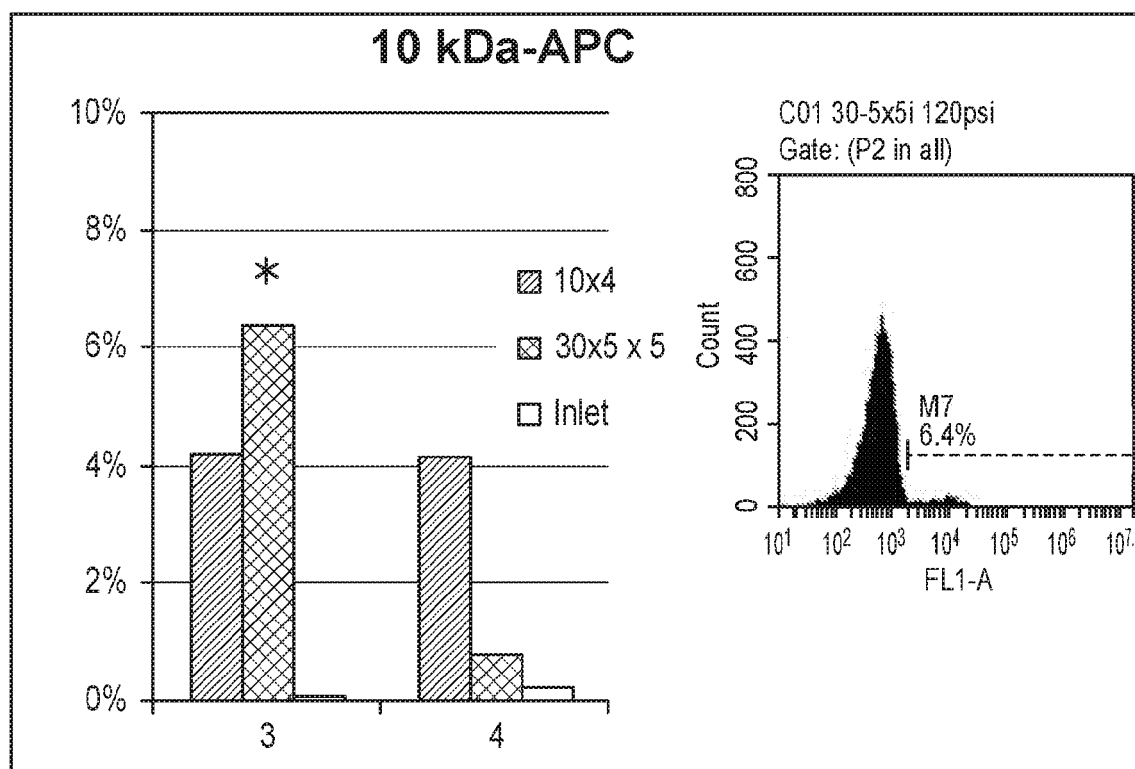 10 kDa-APC
10%
8%
6%
4%
2%
0%
3
4
*
10x4
30x5 x 5
Inlet
C01 30-5x5i 120psi
Gate: (P2 in all)
800
600
400
200
0
Count
M7
6.4%
10¹ 10² 10³ 10⁴ 10⁵ 10⁶ 10⁷·
FL1-A